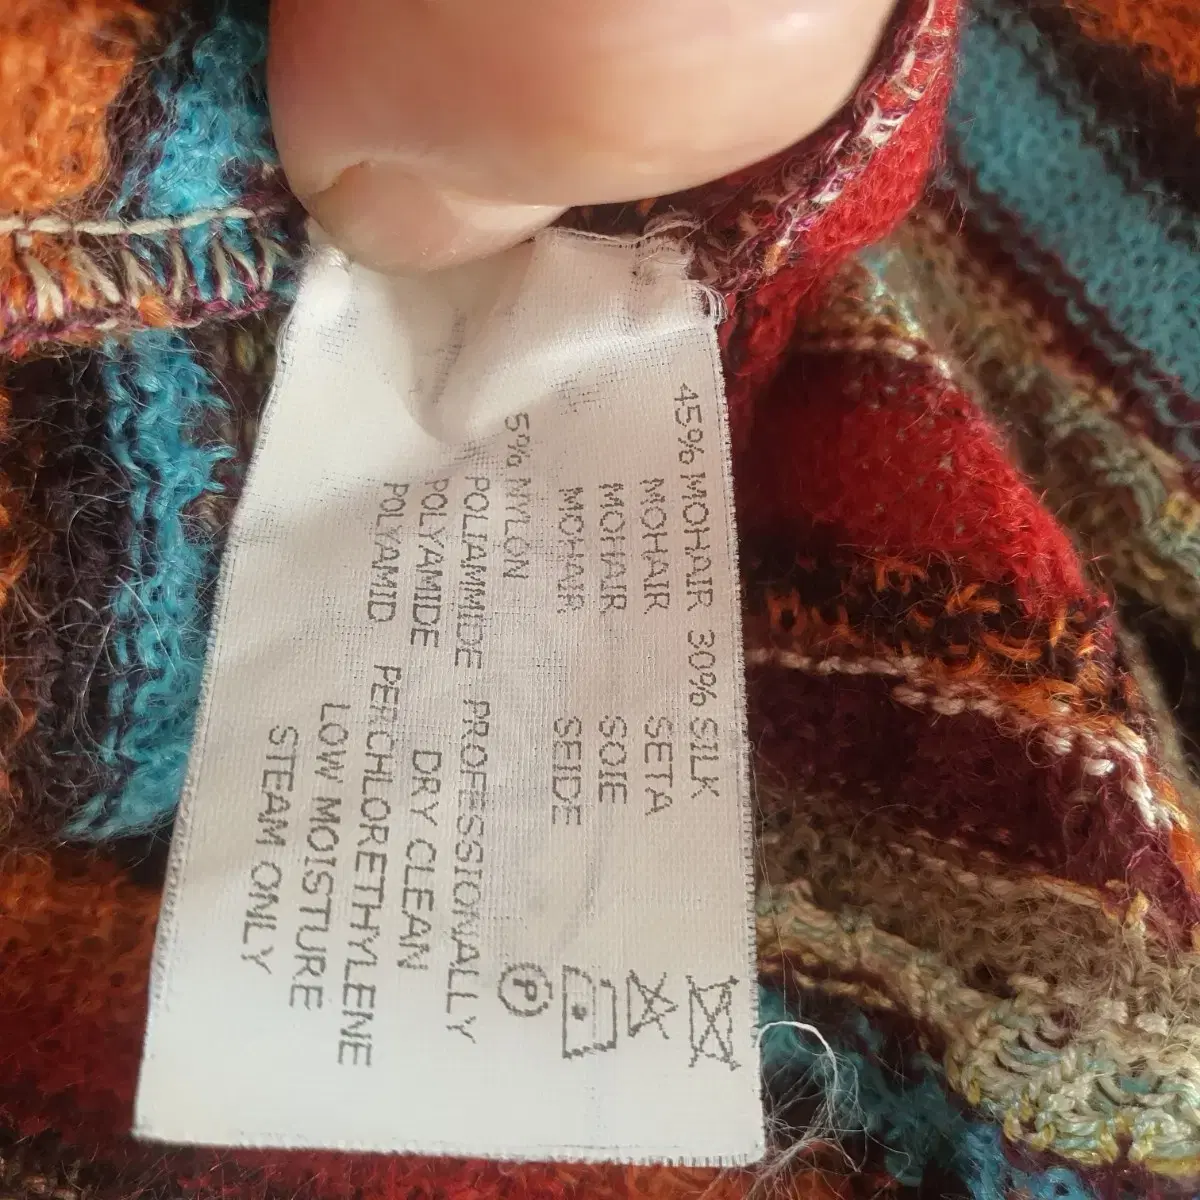 45% MOHAIR 30% SILK
MOHAIR SETA
MOHAIR SOIE
MOHAIR SEIDE
5% NYLON
POLIAMMIDE PROFESSIONALLY
POLYAMIDE DRY CLEAN
POLYAMID PERCHLORETHYLENE
LOW MOISTURE
STEAM ONLY
P